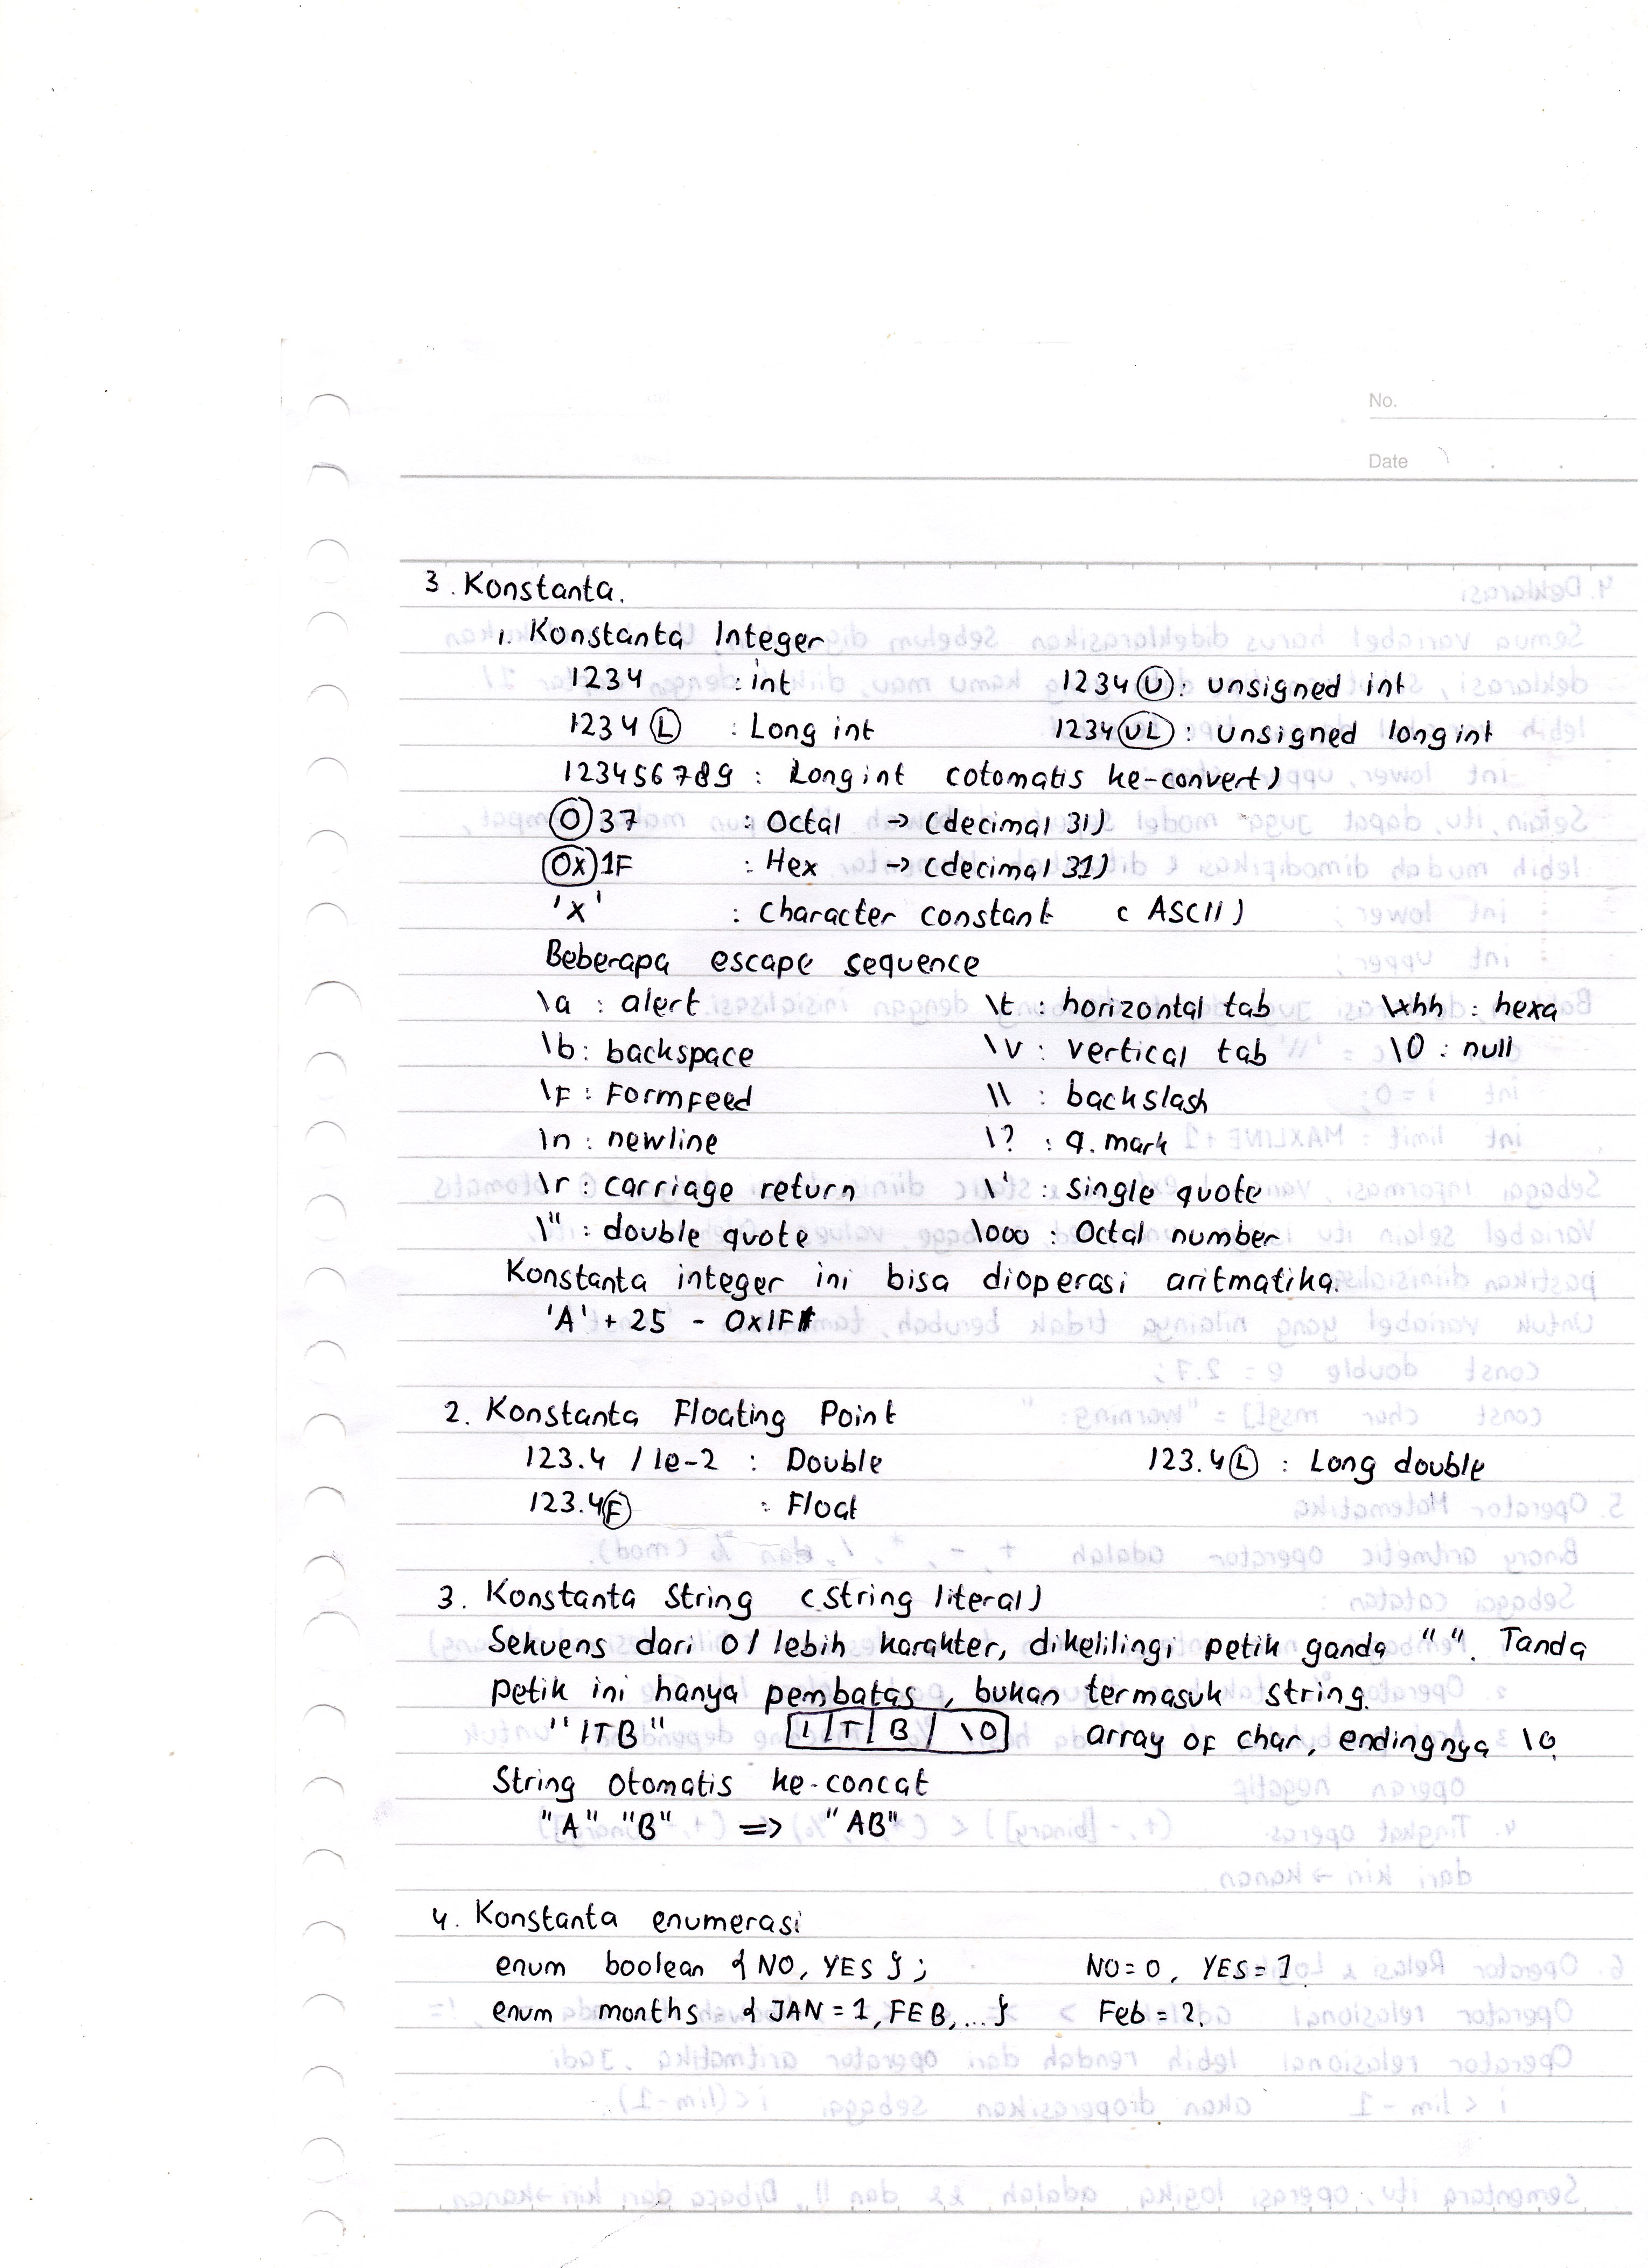 No.
Date
3. Konstanta.
1. Konstanta Integer
1234 : int 1234U : unsigned int
1234L : Long int 1234UL : unsigned long int
123456789 : Long int (otomatis ke-convert)
037 : Octal -> (decimal 31)
0x1F : Hex -> (decimal 31)
'x' : character constant (ASCII)
Beberapa escape sequence
\a : alert \t : horizontal tab \xhh : hexa
\b : backspace \v : vertical tab \0 : null
\F : FormFeed \\ : backslash
\n : newline \? : q. mark
\r : carriage return \' : single quote
\" : double quote \ooo : Octal number
Konstanta integer ini bisa dioperasi aritmatika.
'A' + 25 - 0x1F
2. Konstanta Floating Point
123.4 / 1e-2 : Double 123.4L : Long double
123.4F : Float
3. Konstanta String (String literal)
Sekuens dari 0/ lebih karakter, dikelilingi petik ganda " ". Tanda
petik ini hanya pembatas, bukan termasuk string.
"ITB" I T B \0 array of char, endingnya \0.
String otomatis ke-concat
"A" "B" => "AB"
4. Konstanta enumerasi
enum boolean { NO, YES }; NO = 0, YES = 1.
enum months = { JAN = 1, FEB, ... } Feb = 2.